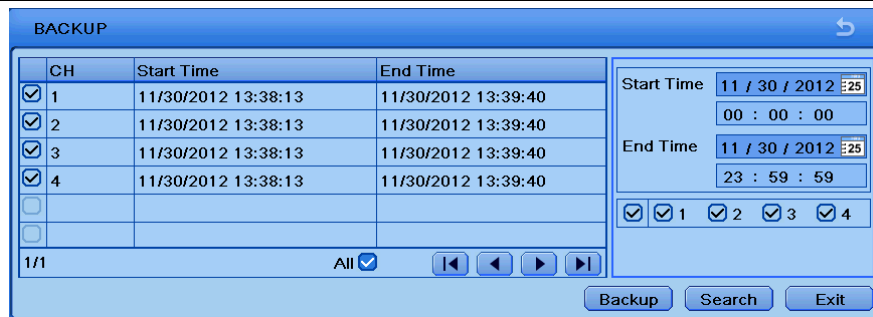 BACKUP
CH Start Time End Time
1 11/30/2012 13:38:13 11/30/2012 13:39:40
2 11/30/2012 13:38:13 11/30/2012 13:39:40
3 11/30/2012 13:38:13 11/30/2012 13:39:40
4 11/30/2012 13:38:13 11/30/2012 13:39:40
1/1 All
Start Time 11 / 30 / 2012 25
00 : 00 : 00
End Time 11 / 30 / 2012 25
23 : 59 : 59
1 2 3 4
Backup Search Exit